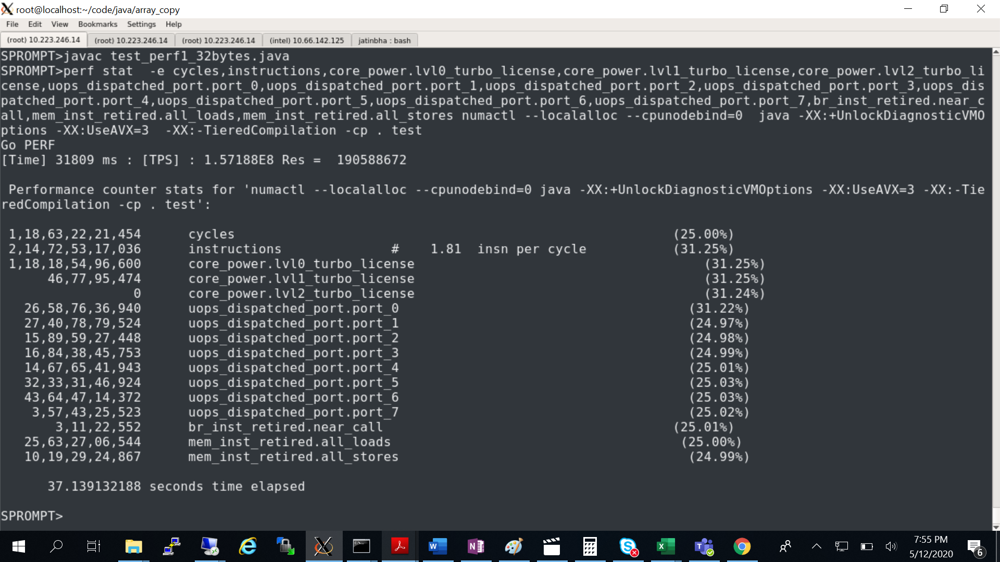 root@localhost:~/code/java/array_copy
File Edit View Bookmarks Settings Help
(root) 10.223.246.14 (root) 10.223.246.14 (root) 10.223.246.14 (intel) 10.66.142.125 jatinbha : bash
SPROMPT>javac test_perf1_32bytes.java
SPROMPT>perf stat  -e cycles,instructions,core_power.lvl0_turbo_license,core_power.lvl1_turbo_license,core_power.lvl2_turbo_li
cense,uops_dispatched_port.port_0,uops_dispatched_port.port_1,uops_dispatched_port.port_2,uops_dispatched_port.port_3,uops_dis
patched_port.port_4,uops_dispatched_port.port_5,uops_dispatched_port.port_6,uops_dispatched_port.port_7,br_inst_retired.near_c
all,mem_inst_retired.all_loads,mem_inst_retired.all_stores numactl --localalloc --cpunodebind=0  java -XX:+UnlockDiagnosticVMO
ptions -XX:UseAVX=3  -XX:-TieredCompilation -cp . test
Go PERF
[Time] 31809 ms : [TPS] : 1.57188E8 Res =  190588672
Performance counter stats for 'numactl --localalloc --cpunodebind=0 java -XX:+UnlockDiagnosticVMOptions -XX:UseAVX=3 -XX:-Tie
redCompilation -cp . test':
1,18,63,22,21,454 cycles (25.00%)
2,14,72,53,17,036 instructions # 1.81 insn per cycle (31.25%)
1,18,18,54,96,600 core_power.lvl0_turbo_license (31.25%)
46,77,95,474 core_power.lvl1_turbo_license (31.25%)
0 core_power.lvl2_turbo_license (31.24%)
26,58,76,36,940 uops_dispatched_port.port_0 (31.22%)
27,40,78,79,524 uops_dispatched_port.port_1 (24.97%)
15,89,59,27,448 uops_dispatched_port.port_2 (24.98%)
16,84,38,45,753 uops_dispatched_port.port_3 (24.99%)
14,67,65,41,943 uops_dispatched_port.port_4 (25.01%)
32,33,31,46,924 uops_dispatched_port.port_5 (25.03%)
43,64,47,14,372 uops_dispatched_port.port_6 (25.03%)
3,57,43,25,523 uops_dispatched_port.port_7 (25.02%)
3,11,22,552 br_inst_retired.near_call (25.01%)
25,63,27,06,544 mem_inst_retired.all_loads (25.00%)
10,19,29,24,867 mem_inst_retired.all_stores (24.99%)
37.139132188 seconds time elapsed
SPROMPT>
7:55 PM
5/12/2020
6